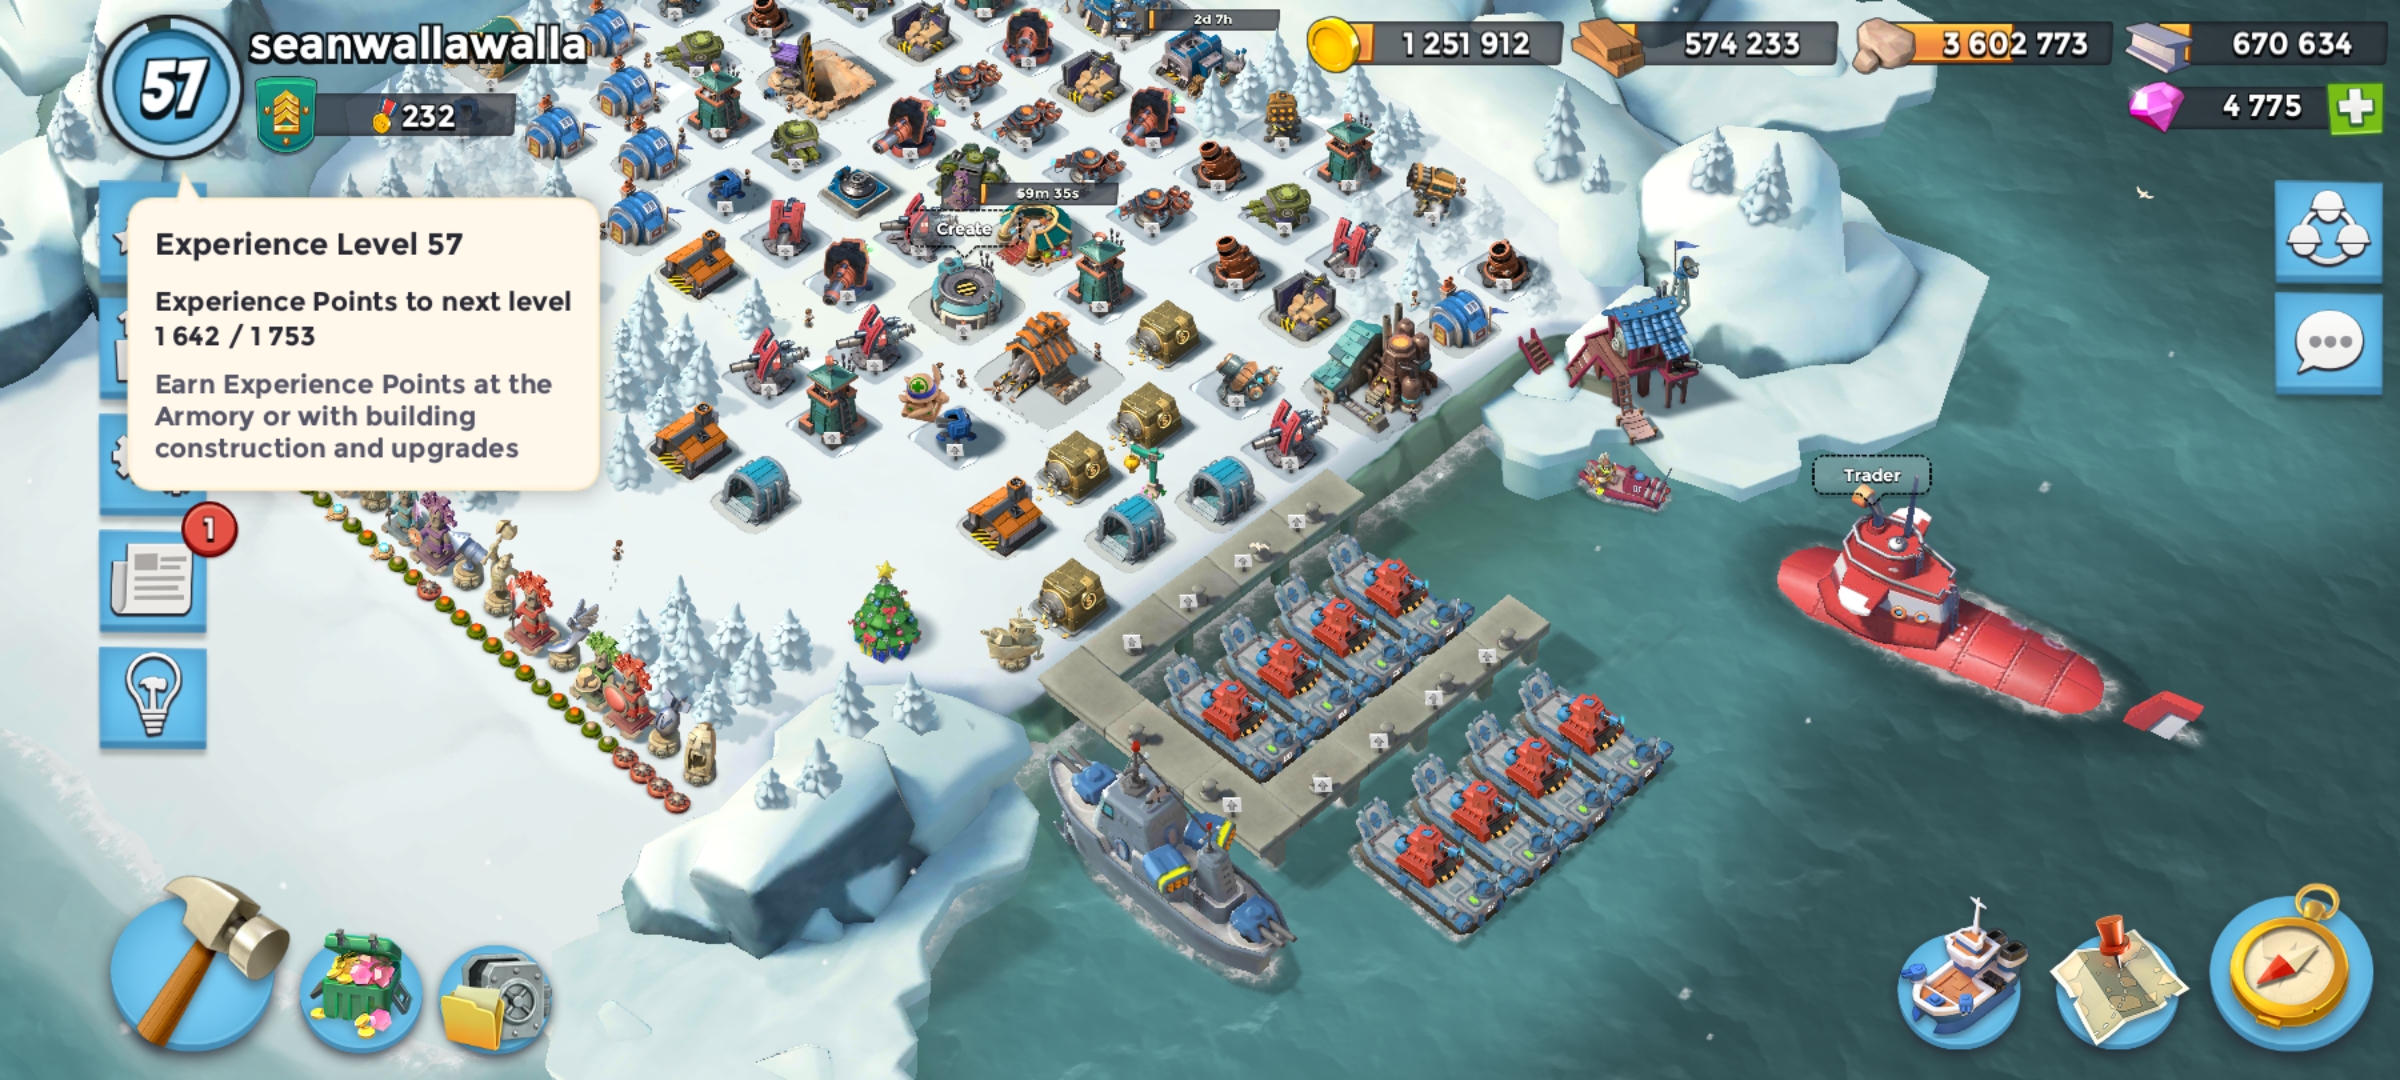 57
seanwallawalla
232
2d 7h
1 251 912
574 233
3 602 773
670 634
4 775
59m 35s
Create
Experience Level 57
Experience Points to next level
1 642 / 1 753
Earn Experience Points at the
Armory or with building
construction and upgrades
1
Trader